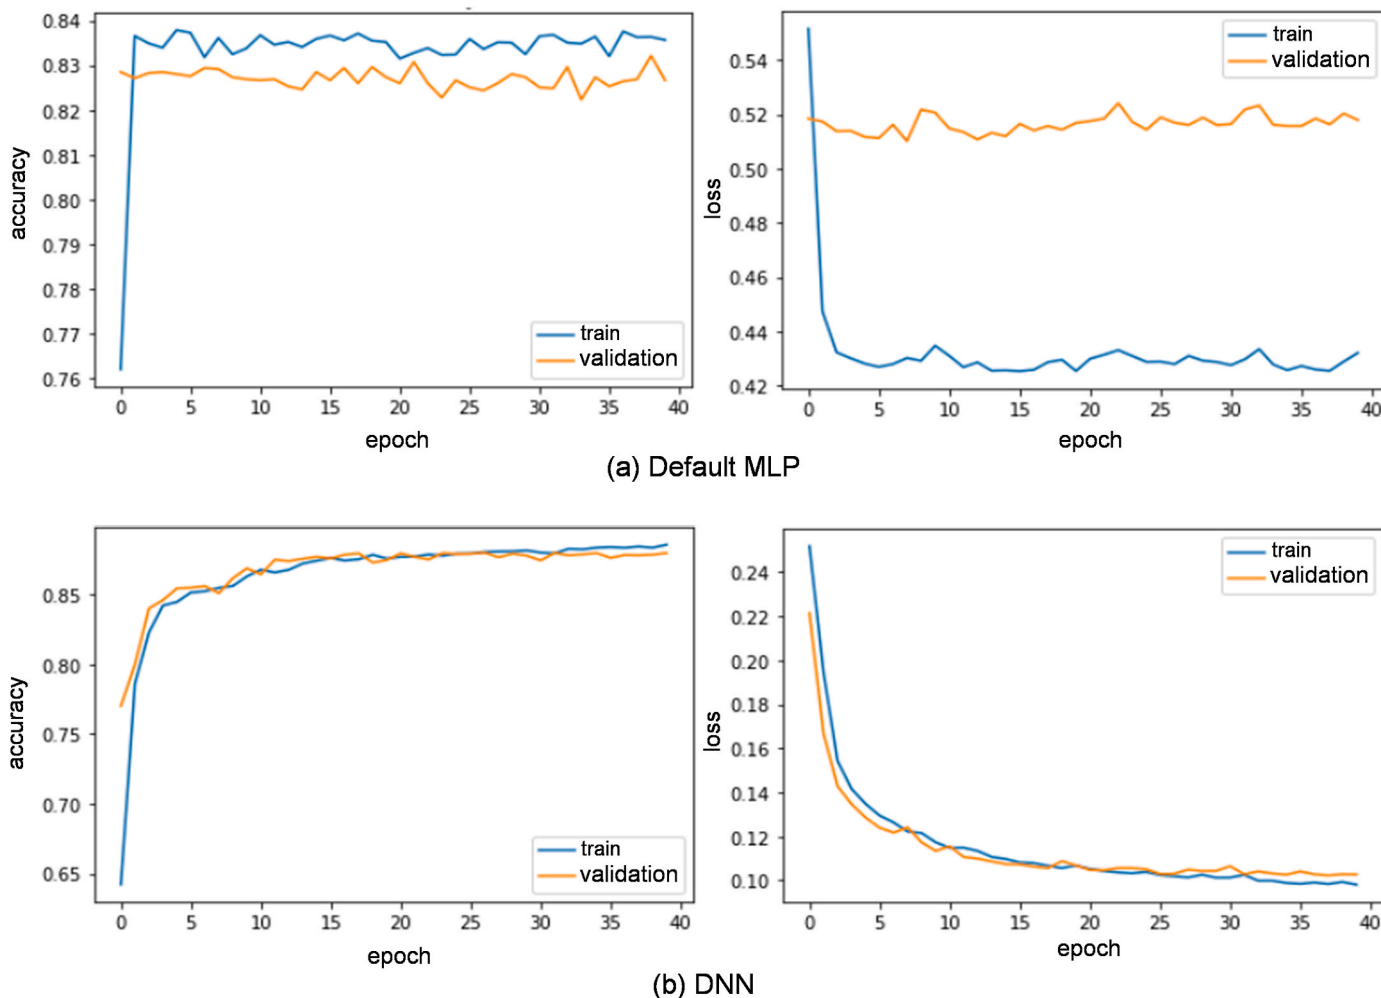 0.84
0.83
0.82
0.81
0.80
0.79
0.78
0.77
0.76
accuracy
train
validation
0 5 10 15 20 25 30 35 40
epoch
0.54
0.52
0.50
0.48
0.46
0.44
0.42
loss
train
validation
0 5 10 15 20 25 30 35 40
epoch
(a) Default MLP
0.85
0.80
0.75
0.70
0.65
accuracy
train
validation
0 5 10 15 20 25 30 35 40
epoch
0.24
0.22
0.20
0.18
0.16
0.14
0.12
0.10
loss
train
validation
0 5 10 15 20 25 30 35 40
epoch
(b) DNN